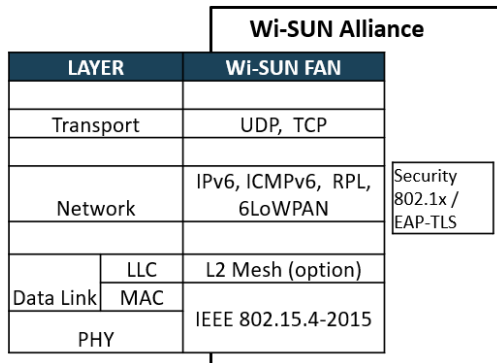 Wi-SUN Alliance
LAYER Wi-SUN FAN
Transport UDP, TCP
Network IPv6, ICMPv6, RPL,
6LoWPAN
Security
802.1x /
EAP-TLS
Data Link LLC L2 Mesh (option)
MAC IEEE 802.15.4-2015
PHY